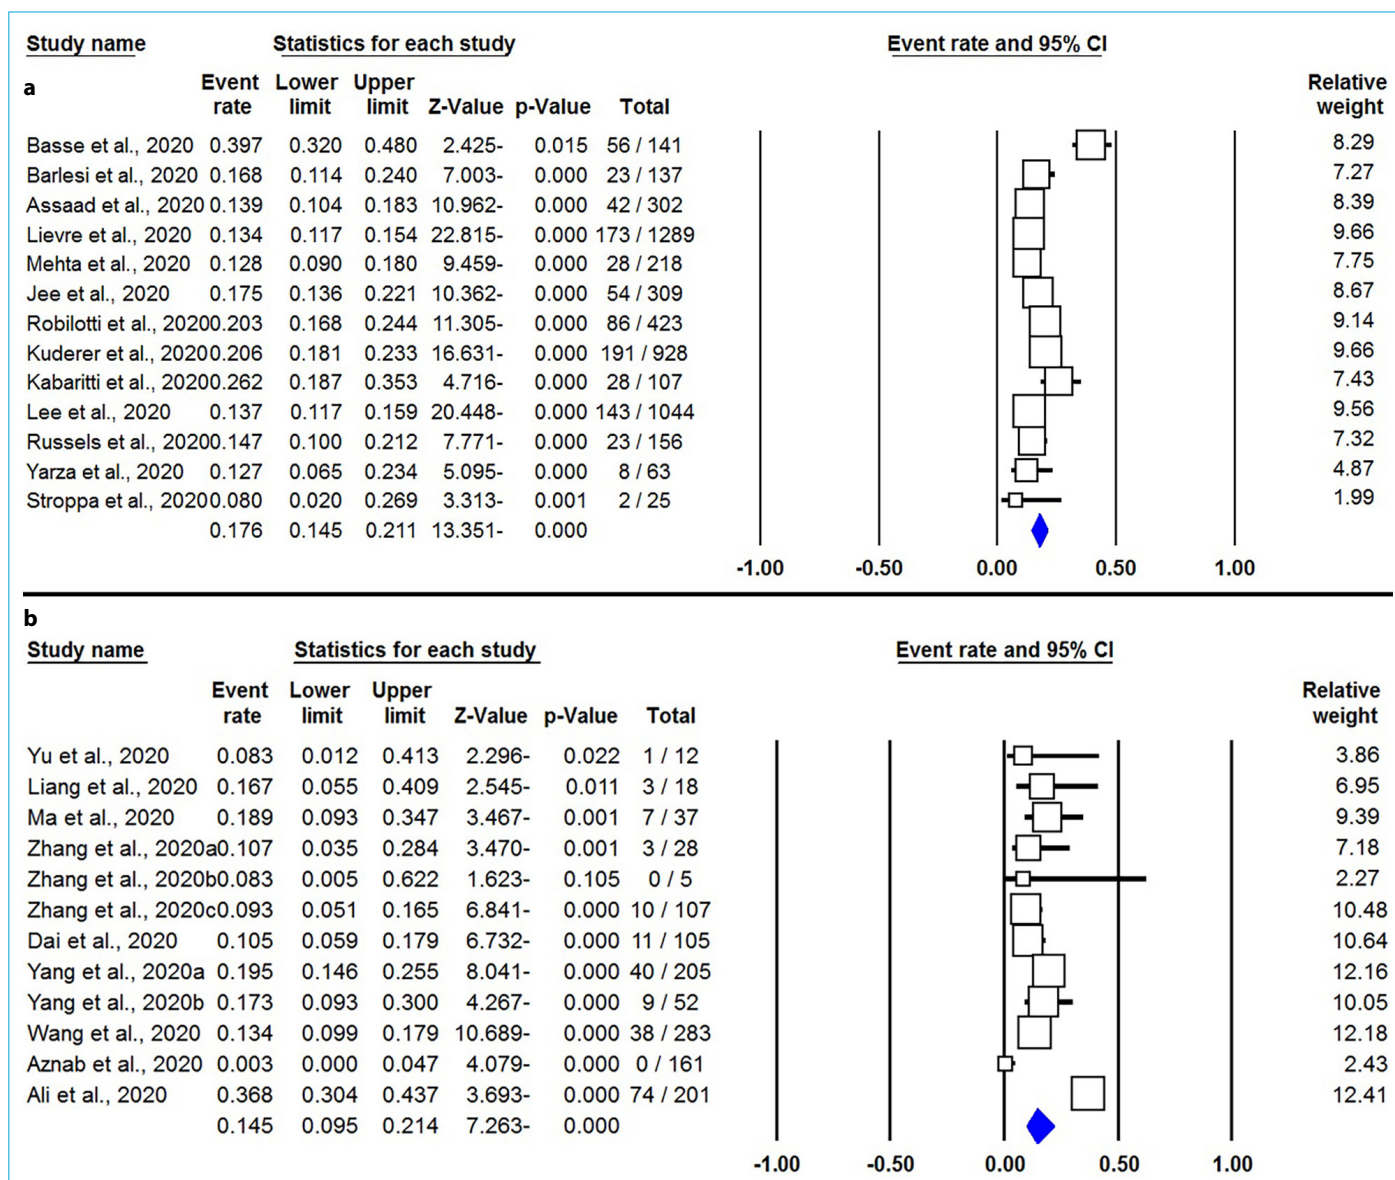 Study name Statistics for each study Event rate and 95% CI
a
Event Lower Upper Relative
rate limit limit Z-Value p-Value Total weight
Basse et al., 2020 0.397 0.320 0.480 2.425- 0.015 56 / 141 8.29
Barlesi et al., 2020 0.168 0.114 0.240 7.003- 0.000 23 / 137 7.27
Assaad et al., 2020 0.139 0.104 0.183 10.962- 0.000 42 / 302 8.39
Lievre et al., 2020 0.134 0.117 0.154 22.815- 0.000 173 / 1289 9.66
Mehta et al., 2020 0.128 0.090 0.180 9.459- 0.000 28 / 218 7.75
Jee et al., 2020 0.175 0.136 0.221 10.362- 0.000 54 / 309 8.67
Robilotti et al., 2020 0.203 0.168 0.244 11.305- 0.000 86 / 423 9.14
Kuderer et al., 2020 0.206 0.181 0.233 16.631- 0.000 191 / 928 9.66
Kabaritti et al., 2020 0.262 0.187 0.353 4.716- 0.000 28 / 107 7.43
Lee et al., 2020 0.137 0.117 0.159 20.448- 0.000 143 / 1044 9.56
Russels et al., 2020 0.147 0.100 0.212 7.771- 0.000 23 / 156 7.32
Yarza et al., 2020 0.127 0.065 0.234 5.095- 0.000 8 / 63 4.87
Stroppa et al., 2020 0.080 0.020 0.269 3.313- 0.001 2 / 25 1.99
0.176 0.145 0.211 13.351- 0.000
-1.00 -0.50 0.00 0.50 1.00
b
Study name Statistics for each study Event rate and 95% CI
Event Lower Upper Relative
rate limit limit Z-Value p-Value Total weight
Yu et al., 2020 0.083 0.012 0.413 2.296- 0.022 1 / 12 3.86
Liang et al., 2020 0.167 0.055 0.409 2.545- 0.011 3 / 18 6.95
Ma et al., 2020 0.189 0.093 0.347 3.467- 0.001 7 / 37 9.39
Zhang et al., 2020a 0.107 0.035 0.284 3.470- 0.001 3 / 28 7.18
Zhang et al., 2020b 0.083 0.005 0.622 1.623- 0.105 0 / 5 2.27
Zhang et al., 2020c 0.093 0.051 0.165 6.841- 0.000 10 / 107 10.48
Dai et al., 2020 0.105 0.059 0.179 6.732- 0.000 11 / 105 10.64
Yang et al., 2020a 0.195 0.146 0.255 8.041- 0.000 40 / 205 12.16
Yang et al., 2020b 0.173 0.093 0.300 4.267- 0.000 9 / 52 10.05
Wang et al., 2020 0.134 0.099 0.179 10.689- 0.000 38 / 283 12.18
Aznab et al., 2020 0.003 0.000 0.047 4.079- 0.000 0 / 161 2.43
Ali et al., 2020 0.368 0.304 0.437 3.693- 0.000 74 / 201 12.41
0.145 0.095 0.214 7.263- 0.000
-1.00 -0.50 0.00 0.50 1.00